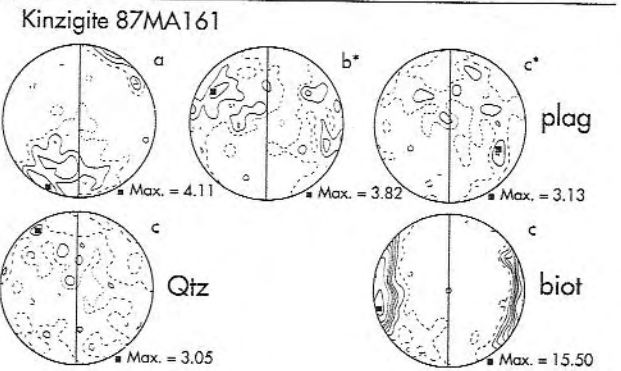 Kinzigite 87MA161
a
b*
c*
plag
■ Max. = 4.11
■ Max. = 3.82
■ Max. = 3.13
c
Qtz
c
biot
■ Max. = 3.05
■ Max. = 15.50